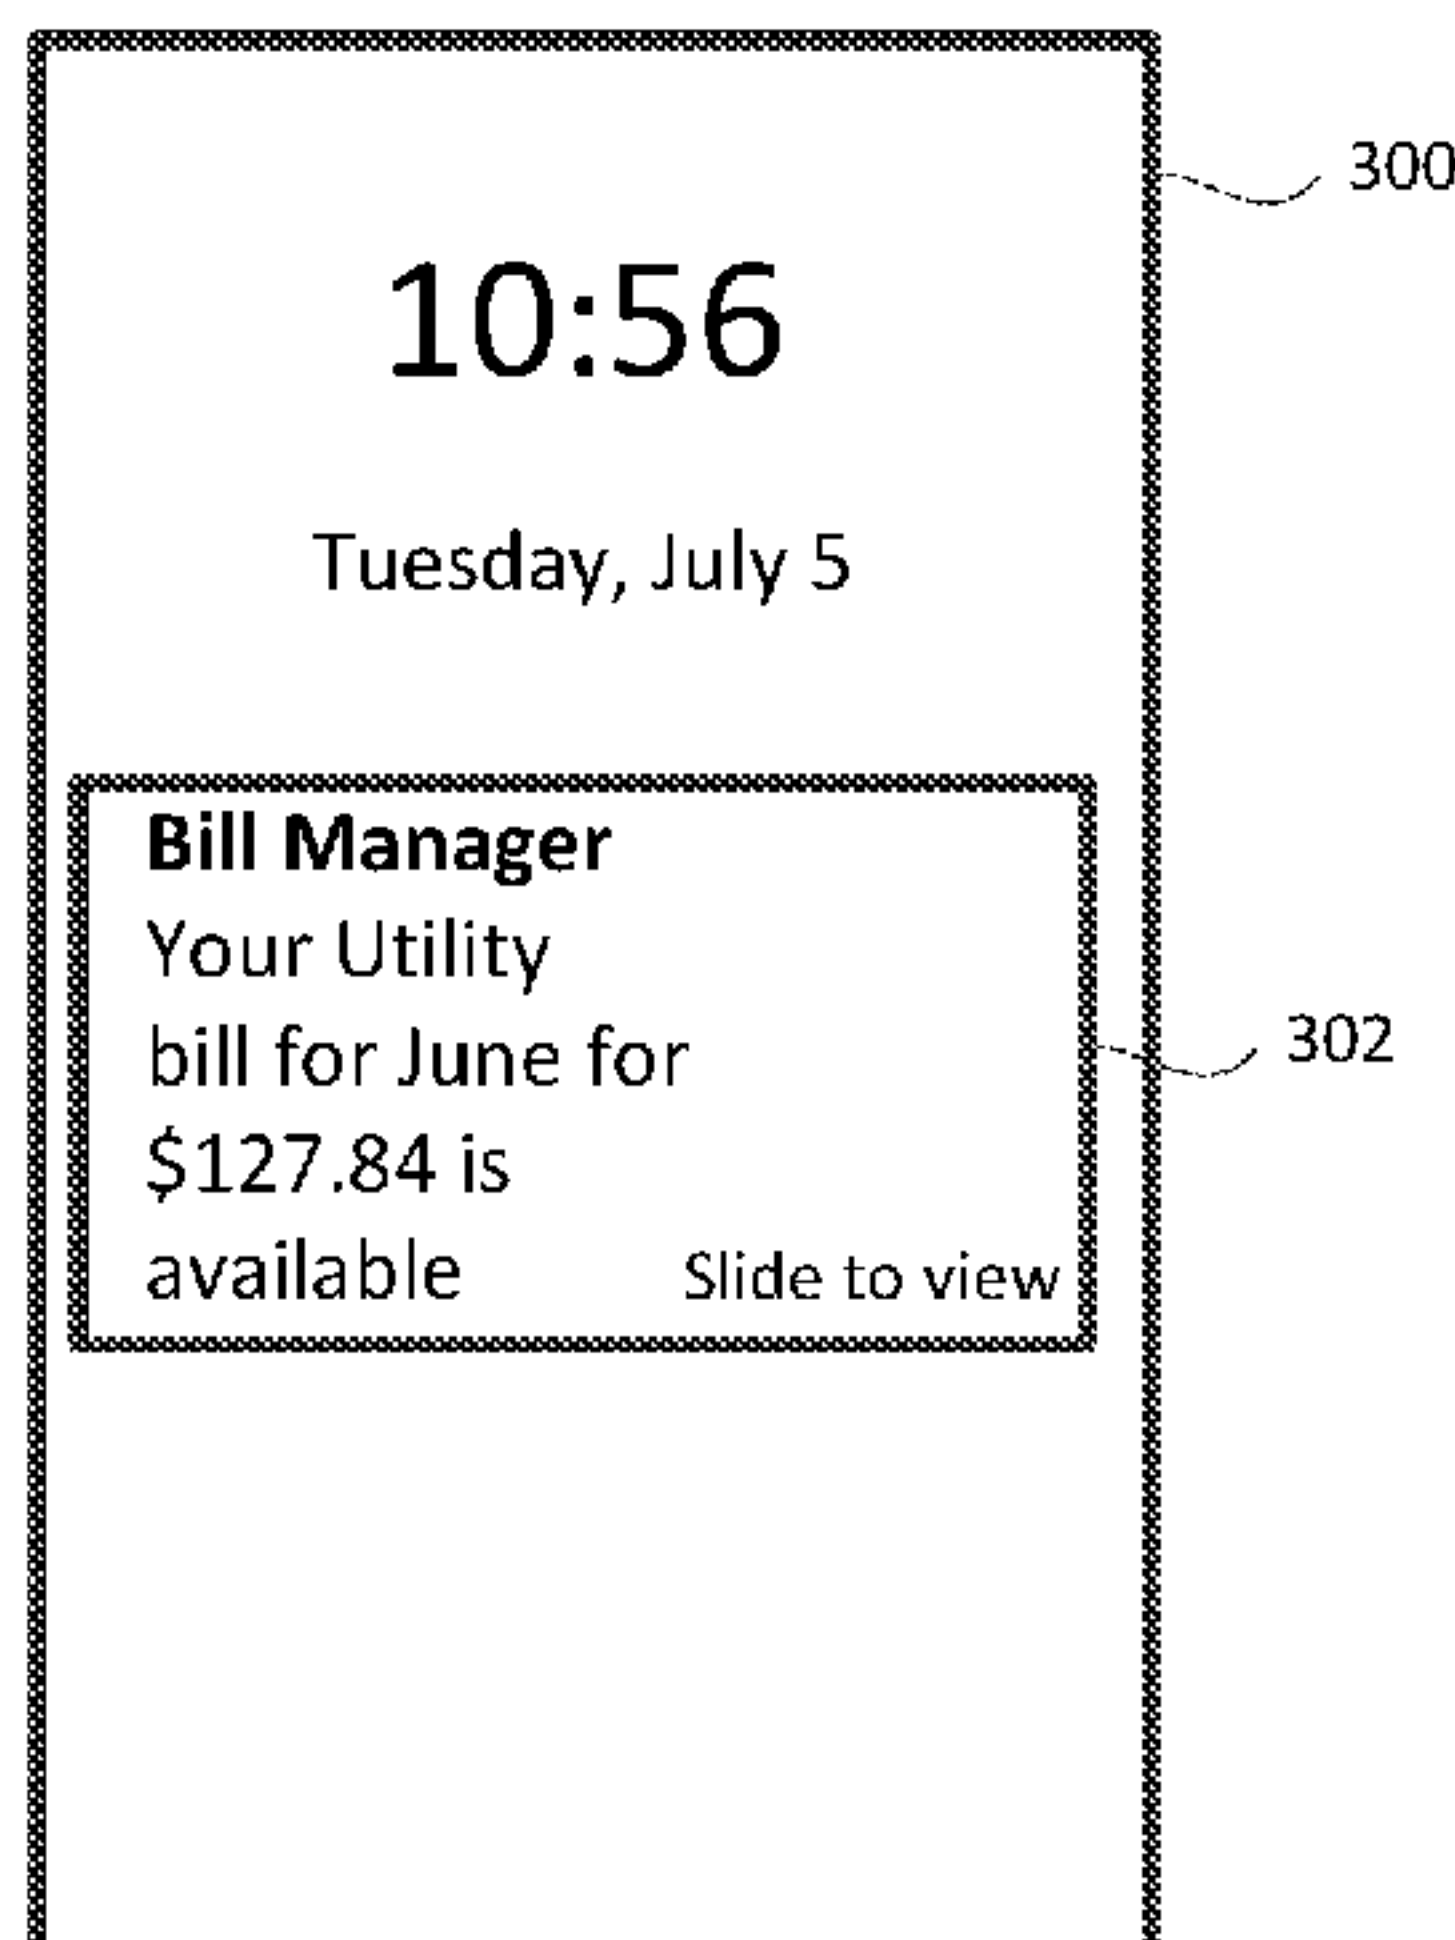 300
10:56
Tuesday, July 5
Bill Manager
Your Utility
bill for June for
302
$127.84 is
available Slide to view